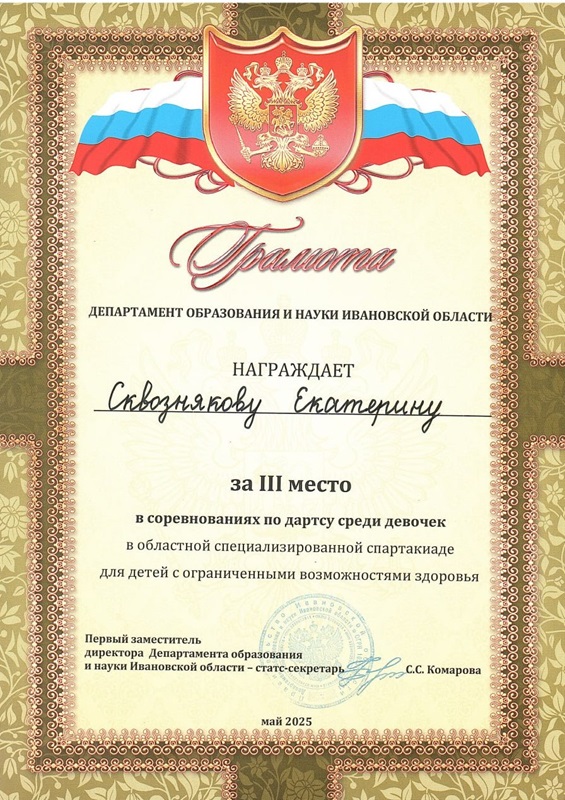 Грамота
ДЕПАРТАМЕНТ ОБРАЗОВАНИЯ И НАУКИ ИВАНОВСКОЙ ОБЛАСТИ
НАГРАЖДАЕТ
Сквознякову Екатерину
за III место
в соревнованиях по дартсу среди девочек
в областной специализированной спартакиаде
для детей с ограниченными возможностями здоровья
Первый заместитель
директора Департамента образования
и науки Ивановской области – статс-секретарь С.С. Комарова
май 2025